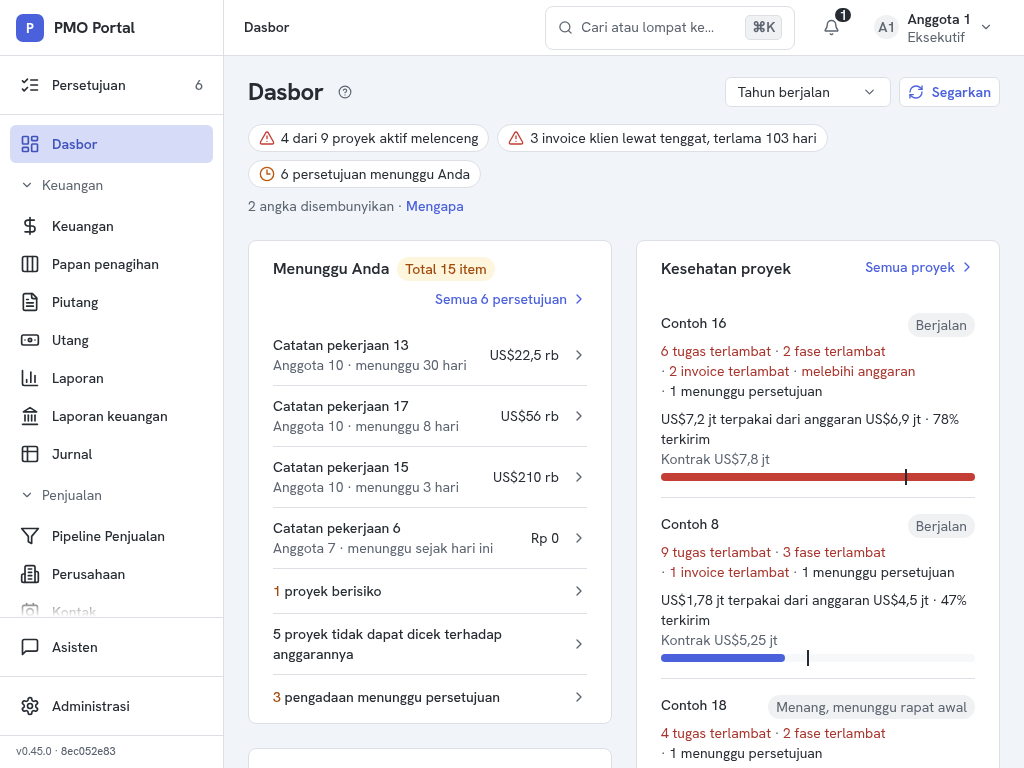 P PMO Portal
Dasbor
Cari atau lompat ke...
⌘K
1
A1
Anggota 1
Eksekutif
Persetujuan 6
Dasbor
Keuangan
Keuangan
Papan penagihan
Piutang
Utang
Laporan
Laporan keuangan
Jurnal
Penjualan
Pipeline Penjualan
Perusahaan
Kontak
Asisten
Administrasi
v0.45.0 · 8ec052e83
Dasbor
Tahun berjalan
Segarkan
4 dari 9 proyek aktif melenceng
3 invoice klien lewat tenggat, terlama 103 hari
6 persetujuan menunggu Anda
2 angka disembunyikan · Mengapa
Menunggu Anda Total 15 item
Semua 6 persetujuan
Catatan pekerjaan 13
Anggota 10 · menunggu 30 hari
US$22,5 rb
Catatan pekerjaan 17
Anggota 10 · menunggu 8 hari
US$56 rb
Catatan pekerjaan 15
Anggota 10 · menunggu 3 hari
US$210 rb
Catatan pekerjaan 6
Anggota 7 · menunggu sejak hari ini
Rp 0
1 proyek berisiko
5 proyek tidak dapat dicek terhadap
anggarannya
3 pengadaan menunggu persetujuan
Kesehatan proyek
Semua proyek
Contoh 16
Berjalan
6 tugas terlambat · 2 fase terlambat
· 2 invoice terlambat · melebihi anggaran
· 1 menunggu persetujuan
US$7,2 jt terpakai dari anggaran US$6,9 jt · 78%
terkirim
Kontrak US$7,8 jt
Contoh 8
Berjalan
9 tugas terlambat · 3 fase terlambat
· 1 invoice terlambat · 1 menunggu persetujuan
US$1,78 jt terpakai dari anggaran US$4,5 jt · 47%
terkirim
Kontrak US$5,25 jt
Contoh 18
Menang, menunggu rapat awal
4 tugas terlambat · 2 fase terlambat
· 1 menunggu persetujuan